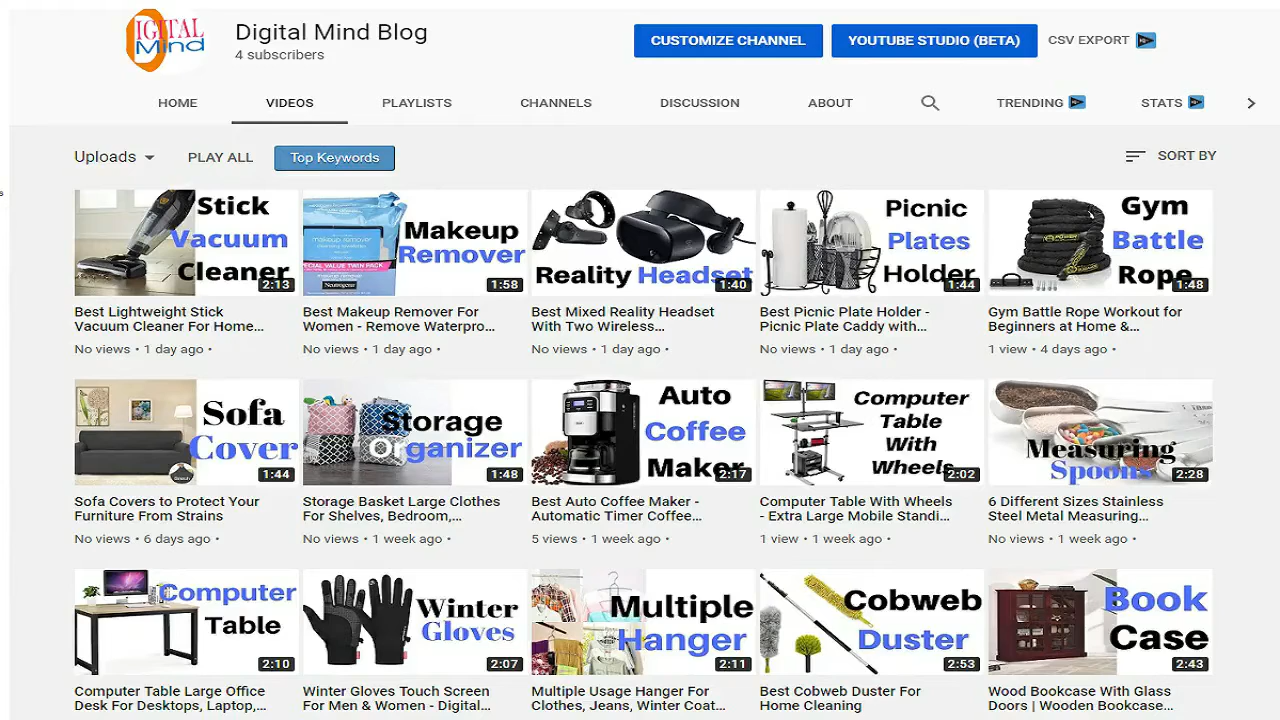 DIGITAL
Mind
Digital Mind Blog
4 subscribers
CUSTOMIZE CHANNEL
YOUTUBE STUDIO (BETA)
CSV EXPORT
HOME
VIDEOS
PLAYLISTS
CHANNELS
DISCUSSION
ABOUT
TRENDING
STATS
Uploads
PLAY ALL
Top Keywords
SORT BY
s
Stick
Vacuum
Cleaner
2:13
makeup remover
SPECIAL VALUE TWIN PACK
makeup remover
Neutrogena
Makeup
Remover
1:58
Reality Headset
1:40
Picnic
Plates
Holder
1:44
Gym
Battle
Rope
1:48
Best Lightweight Stick
Vacuum Cleaner For Home...
No views • 1 day ago •
Best Makeup Remover For
Women - Remove Waterpro...
No views • 1 day ago •
Best Mixed Reality Headset
With Two Wireless...
No views • 1 day ago •
Best Picnic Plate Holder -
Picnic Plate Caddy with...
No views • 1 day ago •
Gym Battle Rope Workout for
Beginners at Home &...
1 view • 4 days ago •
Sofa
Cover
1:44
Storage
Organizer
1:48
Auto
Coffee
Maker
2:17
Computer
Table
With
Wheels
2:02
Measuring
Spoons
2:28
Sofa Covers to Protect Your
Furniture From Strains
No views • 6 days ago •
Storage Basket Large Clothes
For Shelves, Bedroom,...
No views • 1 week ago •
Best Auto Coffee Maker -
Automatic Timer Coffee...
5 views • 1 week ago •
Computer Table With Wheels
- Extra Large Mobile Standi...
1 view • 1 week ago •
6 Different Sizes Stainless
Steel Metal Measuring...
No views • 1 week ago •
Computer
Table
2:10
Winter
Gloves
2:07
Multiple
Hanger
2:11
Cobweb
Duster
2:53
Book
Case
2:43
Computer Table Large Office
Desk For Desktops, Laptop,...
Winter Gloves Touch Screen
For Men & Women - Digital...
Multiple Usage Hanger For
Clothes, Jeans, Winter Coat...
Best Cobweb Duster For
Home Cleaning
Wood Bookcase With Glass
Doors | Wooden Bookcase...